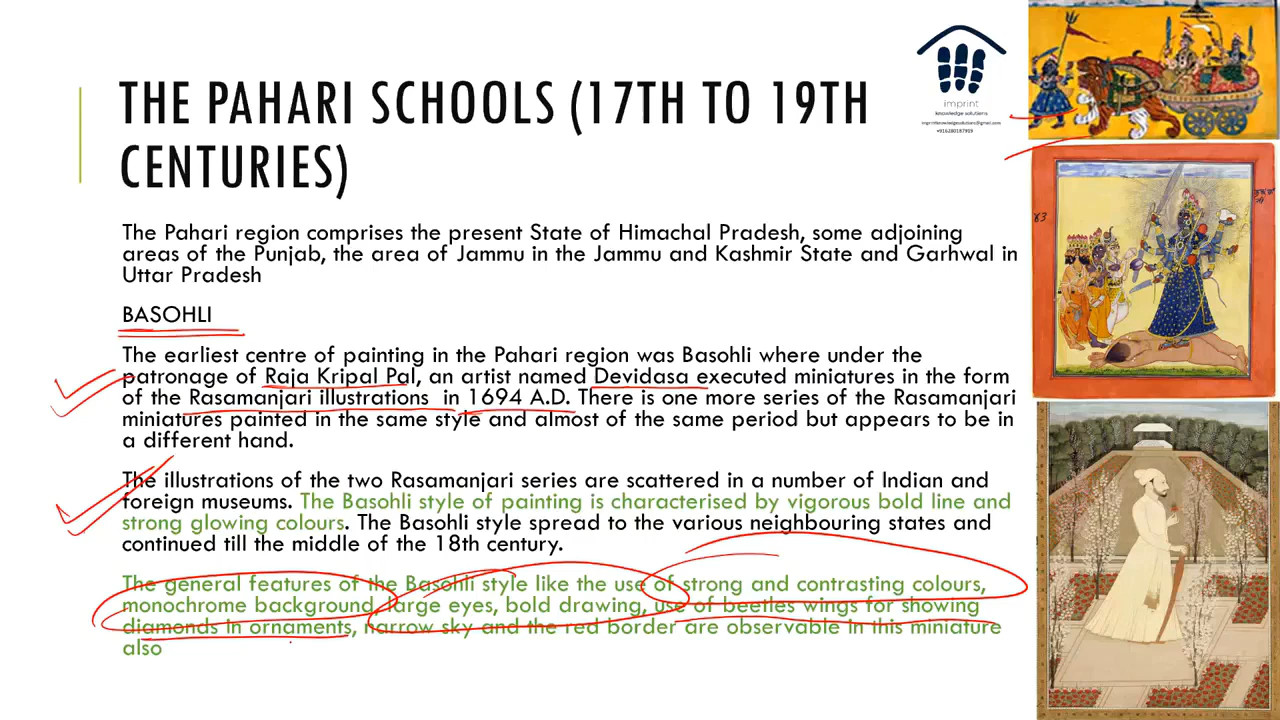 THE PAHARI SCHOOLS (17TH TO 19TH
CENTURIES)
imprint
knowledge solutions
imprintknowledgesolutions@gmail.com
The Pahari region comprises the present State of Himachal Pradesh, some adjoining
areas of the Punjab, the area of Jammu in the Jammu and Kashmir State and Garhwal in
Uttar Pradesh
BASOHLI
The earliest centre of painting in the Pahari region was Basohli where under the
patronage of Raja Kripal Pal, an artist named Devidasa executed miniatures in the form
of the Rasamanjari illustrations in 1694 A.D. There is one more series of the Rasamanjari
miniatures painted in the same style and almost of the same period but appears to be in
a different hand.
The illustrations of the two Rasamanjari series are scattered in a number of Indian and
foreign museums. The Basohli style of painting is characterised by vigorous bold line and
strong glowing colours. The Basohli style spread to the various neighbouring states and
continued till the middle of the 18th century.
The general features of the Basohli style like the use of strong and contrasting colours,
monochrome background, large eyes, bold drawing, use of beetles wings for showing
diamonds in ornaments, narrow sky and the red border are observable in this miniature
also